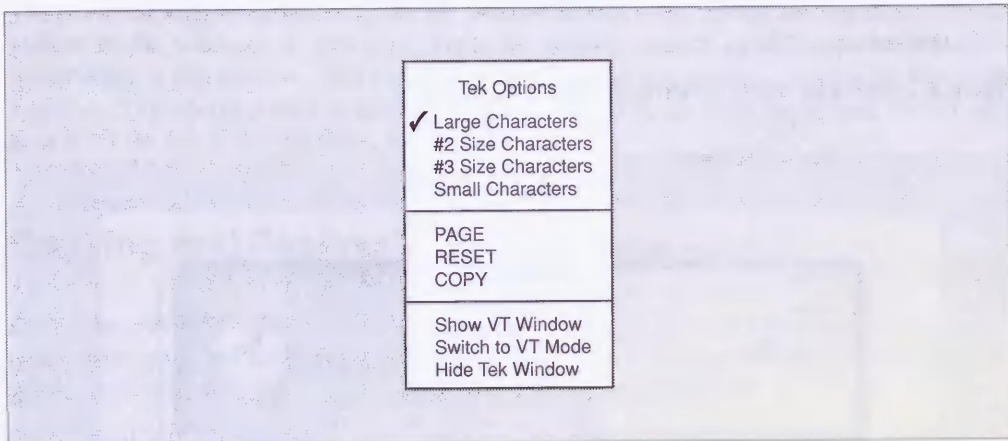 Tek Options
✓ Large Characters
#2 Size Characters
#3 Size Characters
Small Characters
PAGE
RESET
COPY
Show VT Window
Switch to VT Mode
Hide Tek Window